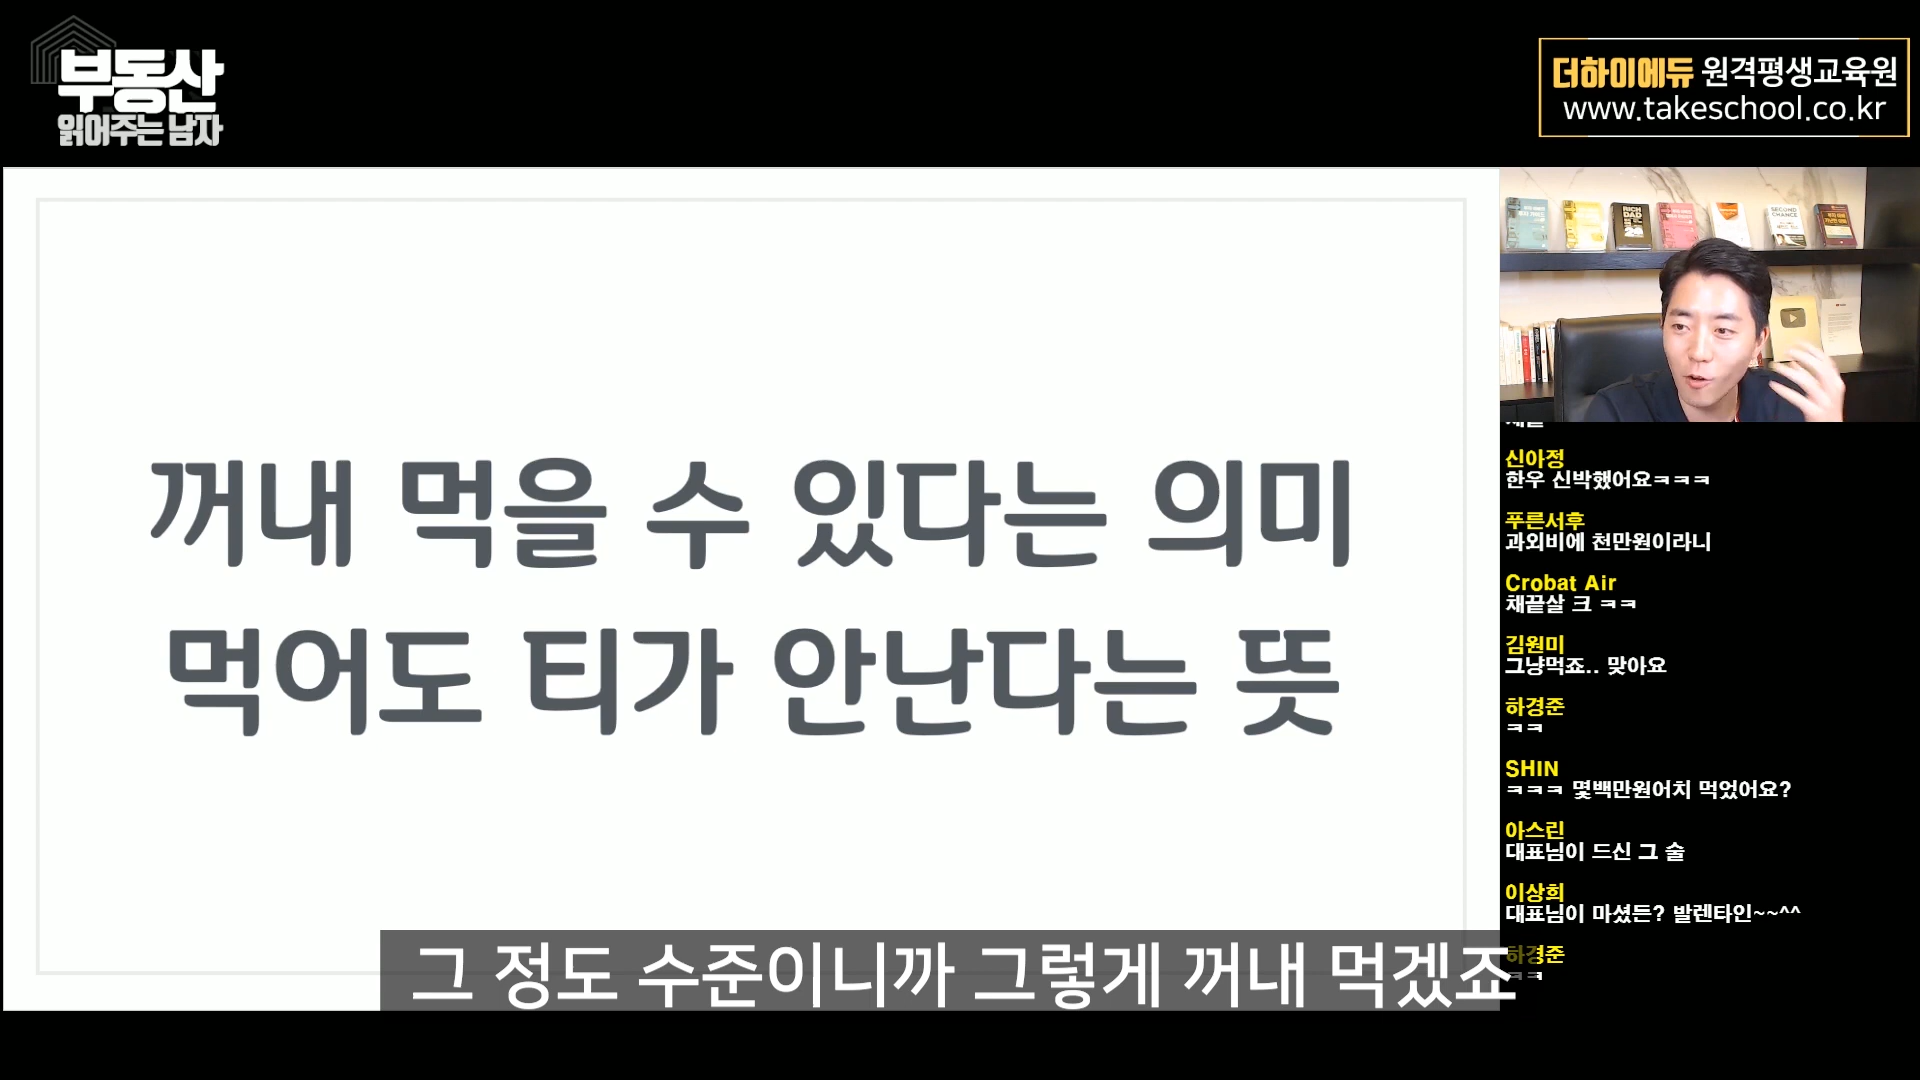 부동산
읽어주는 남자
더하이에듀 원격평생교육원
www.takeschool.co.kr
꺼내 먹을 수 있다는 의미
먹어도 티가 안난다는 뜻
RICH
DAD
SECOND
CHANCE
신아정
한우 신박했어요ㅋㅋㅋ
푸른서후
과외비에 천만원이라니
Crobat Air
채끝살 크 ㅋㅋ
김원미
그냥먹죠.. 맞아요
하경준
ㅋㅋ
SHIN
ㅋㅋㅋ 몇백만원어치 먹었어요?
아스린
대표님이 드신 그 술
이상희
대표님이 마셨든? 발렌타인~~^^
하경준
ㅋㅋ
그 정도 수준이니까 그렇게 꺼내 먹겠죠